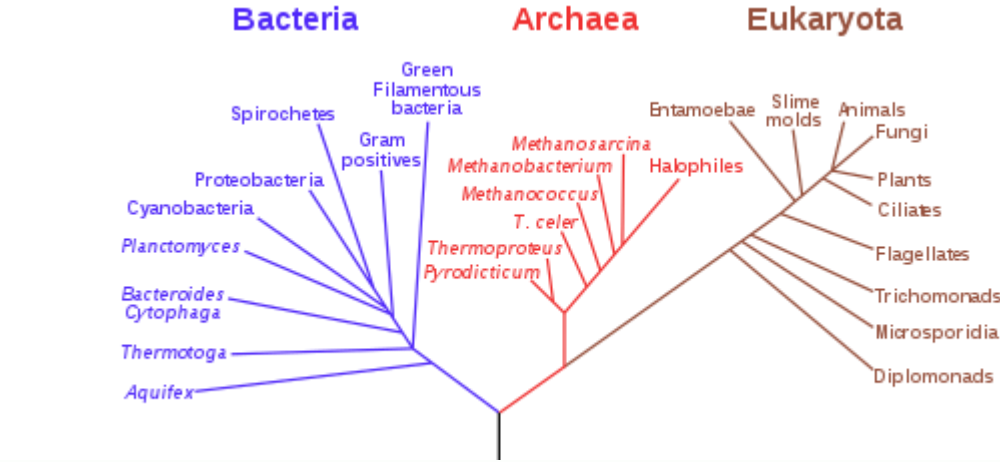 Bacteria
Archaea
Eukaryota
Green
Filamentous
bacteria
Spirochetes
Gram
positives
Proteobacteria
Cyanobacteria
Planctomyces
Bacteroides
Cytophaga
Thermotoga
Aquifex
Methanosarcina
Methanobacterium
Halophiles
Methanococcus
T. celer
Thermoproteus
Pyrodicticum
Entamoebae
Slime
molds
Animals
Fungi
Plants
Ciliates
Flagellates
Trichomonads
Microsporidia
Diplomonads